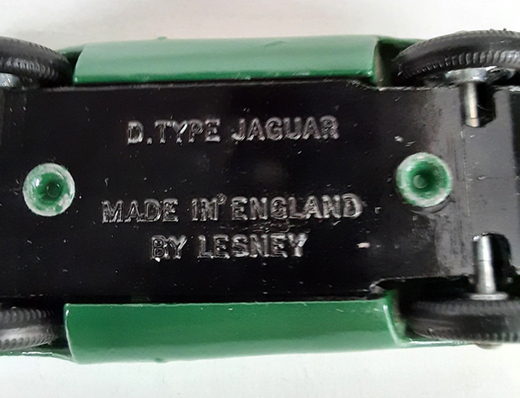 D.TYPE JAGUAR
MADE IN ENGLAND
BY LESNEY